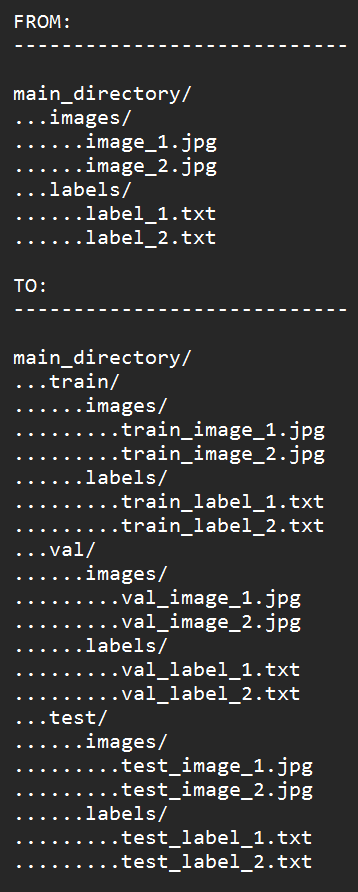 FROM:
----------------------------
main_directory/
...images/
......image_1.jpg
......image_2.jpg
...labels/
......label_1.txt
......label_2.txt
TO:
----------------------------
main_directory/
...train/
......images/
.........train_image_1.jpg
.........train_image_2.jpg
......labels/
.........train_label_1.txt
.........train_label_2.txt
...val/
......images/
.........val_image_1.jpg
.........val_image_2.jpg
......labels/
.........val_label_1.txt
.........val_label_2.txt
...test/
......images/
.........test_image_1.jpg
.........test_image_2.jpg
......labels/
.........test_label_1.txt
.........test_label_2.txt